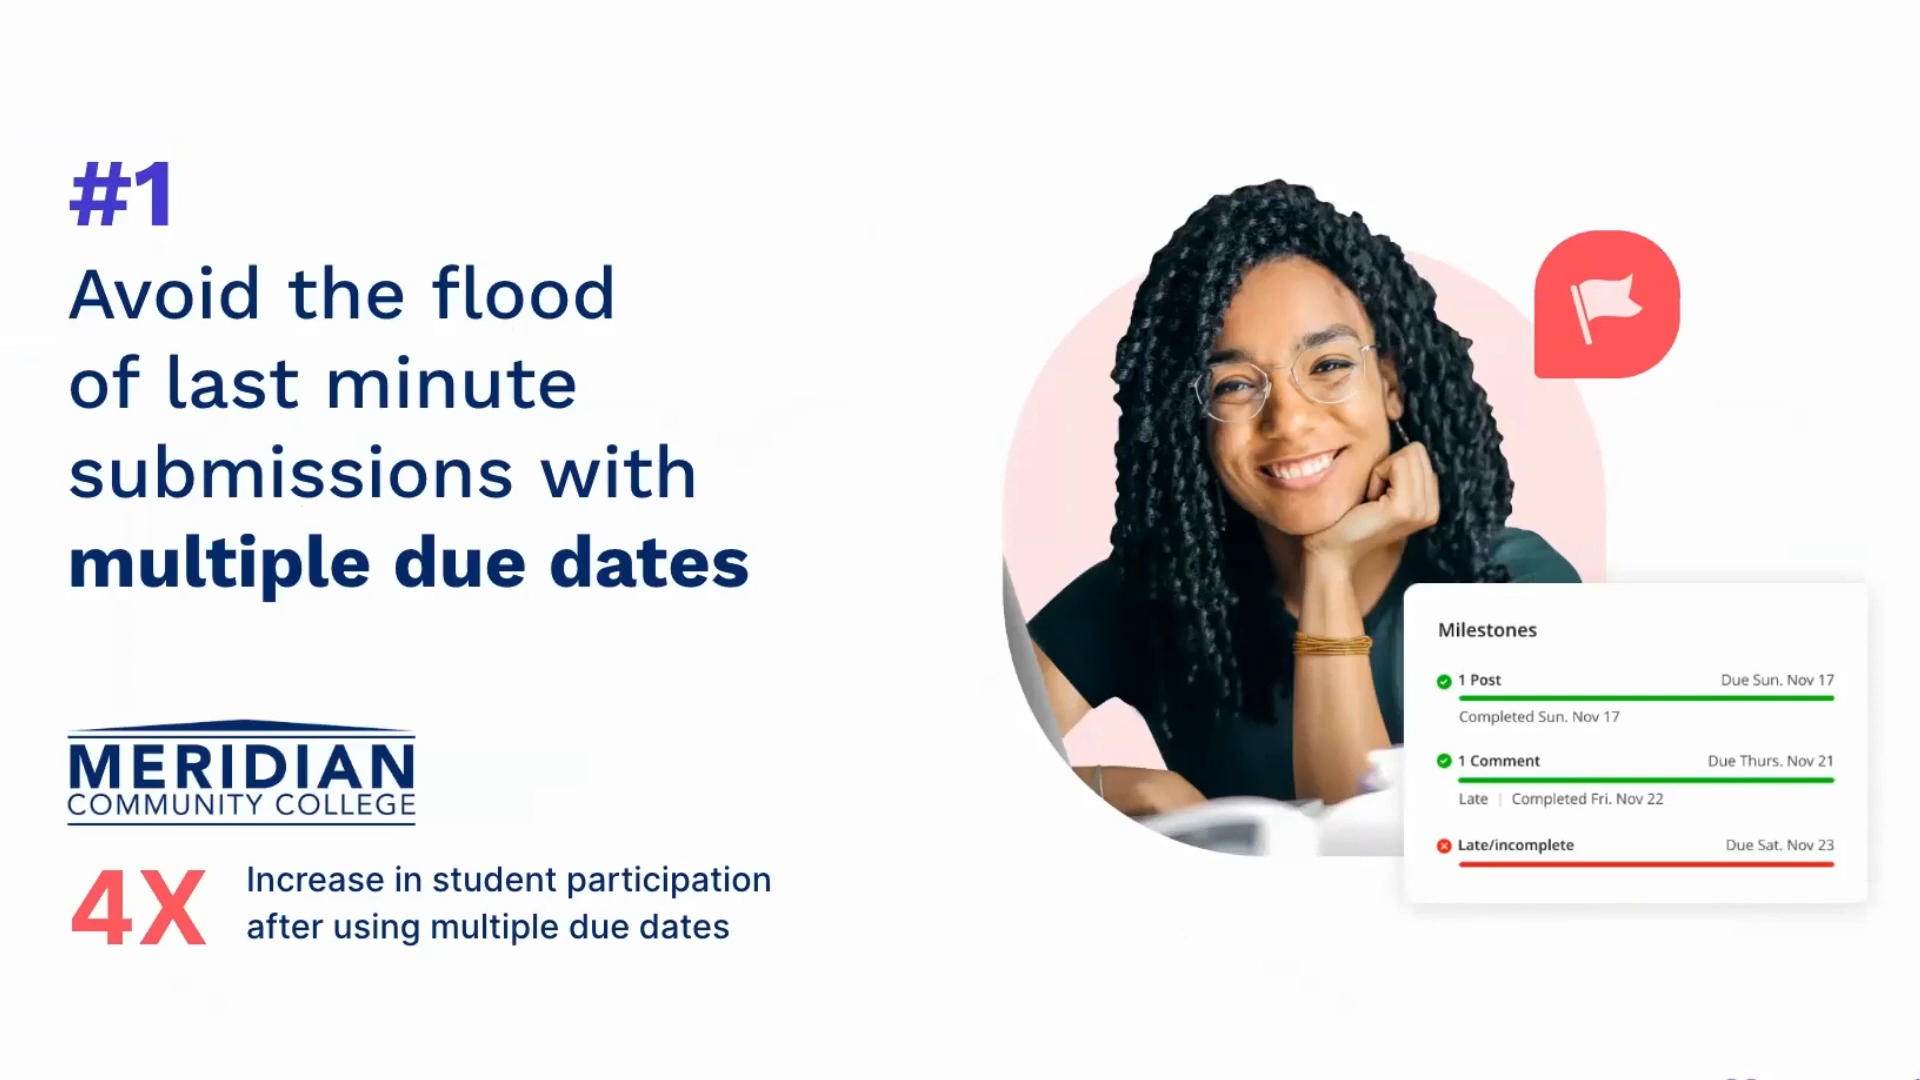 #1
Avoid the flood
of last minute
submissions with
multiple due dates
MERIDIAN
COMMUNITY COLLEGE
4X
Increase in student participation
after using multiple due dates
Milestones
1 Post Due Sun. Nov 17
Completed Sun. Nov 17
1 Comment Due Thurs. Nov 21
Late | Completed Fri. Nov 22
Late/incomplete Due Sat. Nov 23